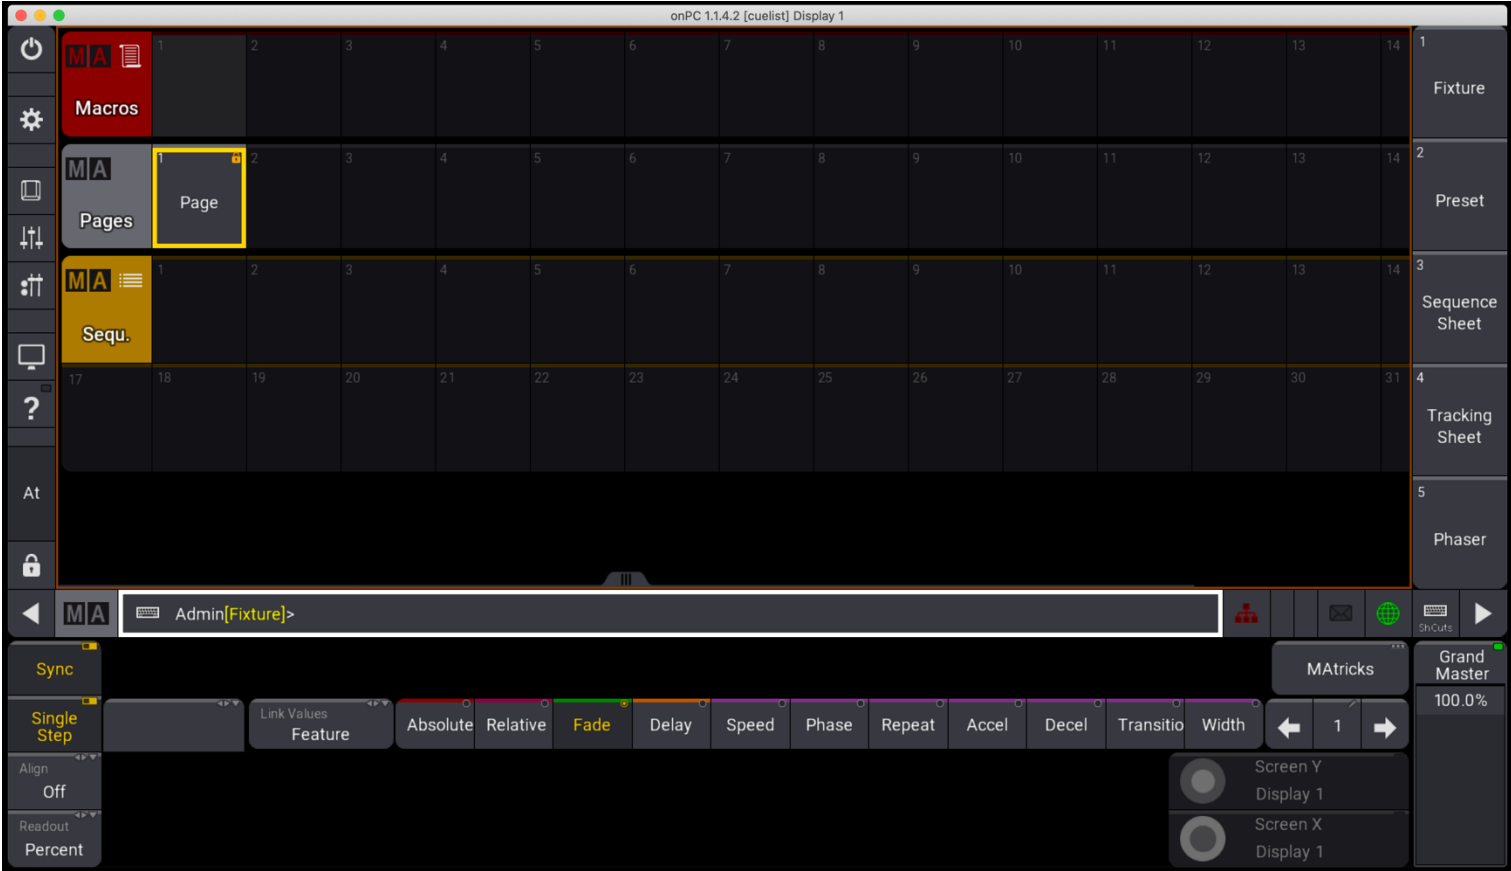 onPC 1.1.4.2 [cuelist] Display 1
MA
Macros
1 2 3 4 5 6 7 8 9 10 11 12 13 14
MA
Pages
1 2 3 4 5 6 7 8 9 10 11 12 13 14
Page
MA
Sequ.
1 2 3 4 5 6 7 8 9 10 11 12 13 14
17 18 19 20 21 22 23 24 25 26 27 28 29 30 31
?
At
1
Fixture
2
Preset
3
Sequence
Sheet
4
Tracking
Sheet
5
Phaser
MA
Admin[Fixture]>
ShCuts
Sync
MAtricks
Grand
Master
100.0%
Single
Step
Link Values
Feature
Absolute Relative Fade Delay Speed Phase Repeat Accel Decel Transitio Width
1
Align
Off
Readout
Percent
Screen Y
Display 1
Screen X
Display 1